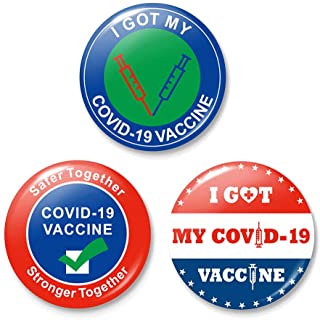 I GOT MY
COVID-19 VACCINE
Safer Together
COVID-19
VACCINE
Stronger Together
I GOT
MY COVID-19
VACCINE